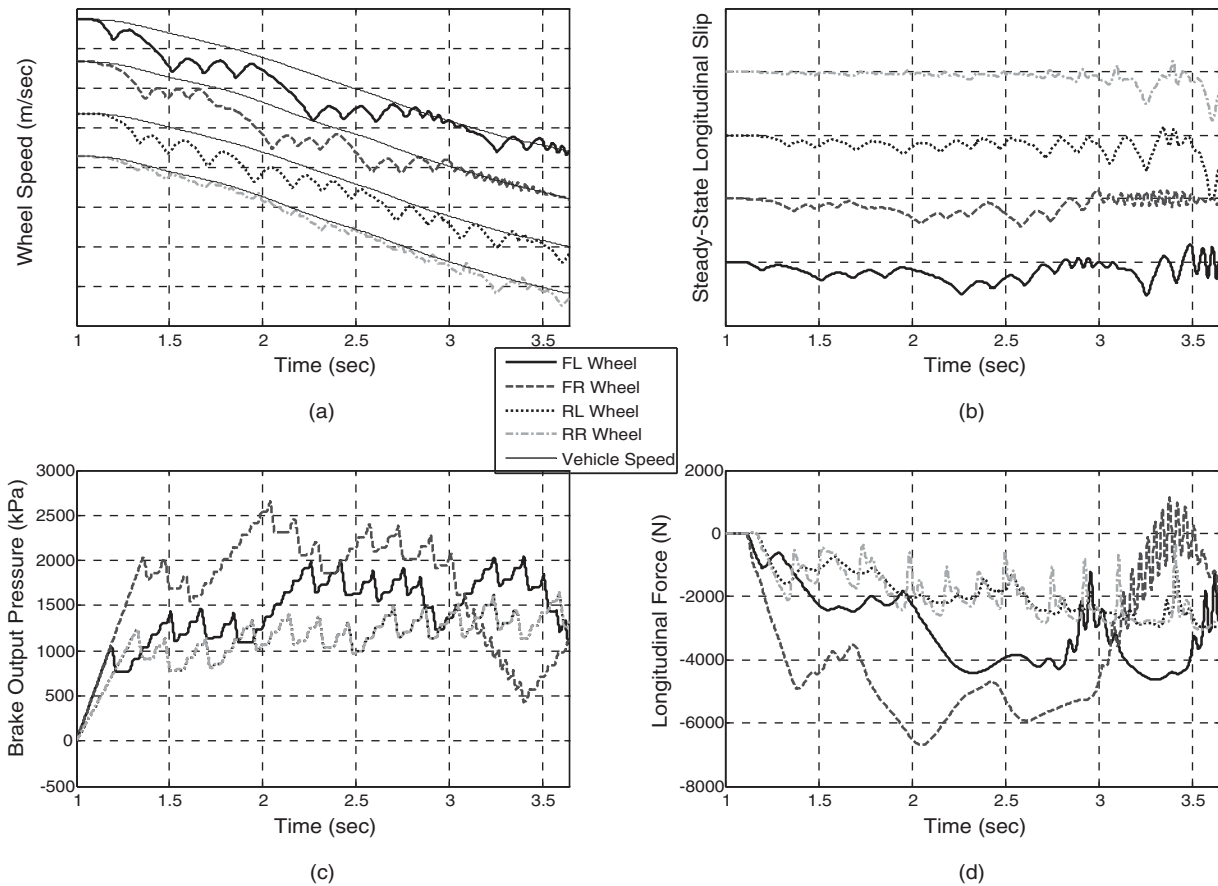 Wheel Speed (m/sec)
1
1.5
2
2.5
3
3.5
Time (sec)
(a)
Steady-State Longitudinal Slip
1
1.5
2
2.5
3
3.5
Time (sec)
(b)
FL Wheel
FR Wheel
RL Wheel
RR Wheel
Vehicle Speed
Brake Output Pressure (kPa)
3000
2500
2000
1500
1000
500
0
-500
1
1.5
2
2.5
3
3.5
Time (sec)
(c)
Longitudinal Force (N)
2000
0
-2000
-4000
-6000
-8000
1
1.5
2
2.5
3
3.5
Time (sec)
(d)